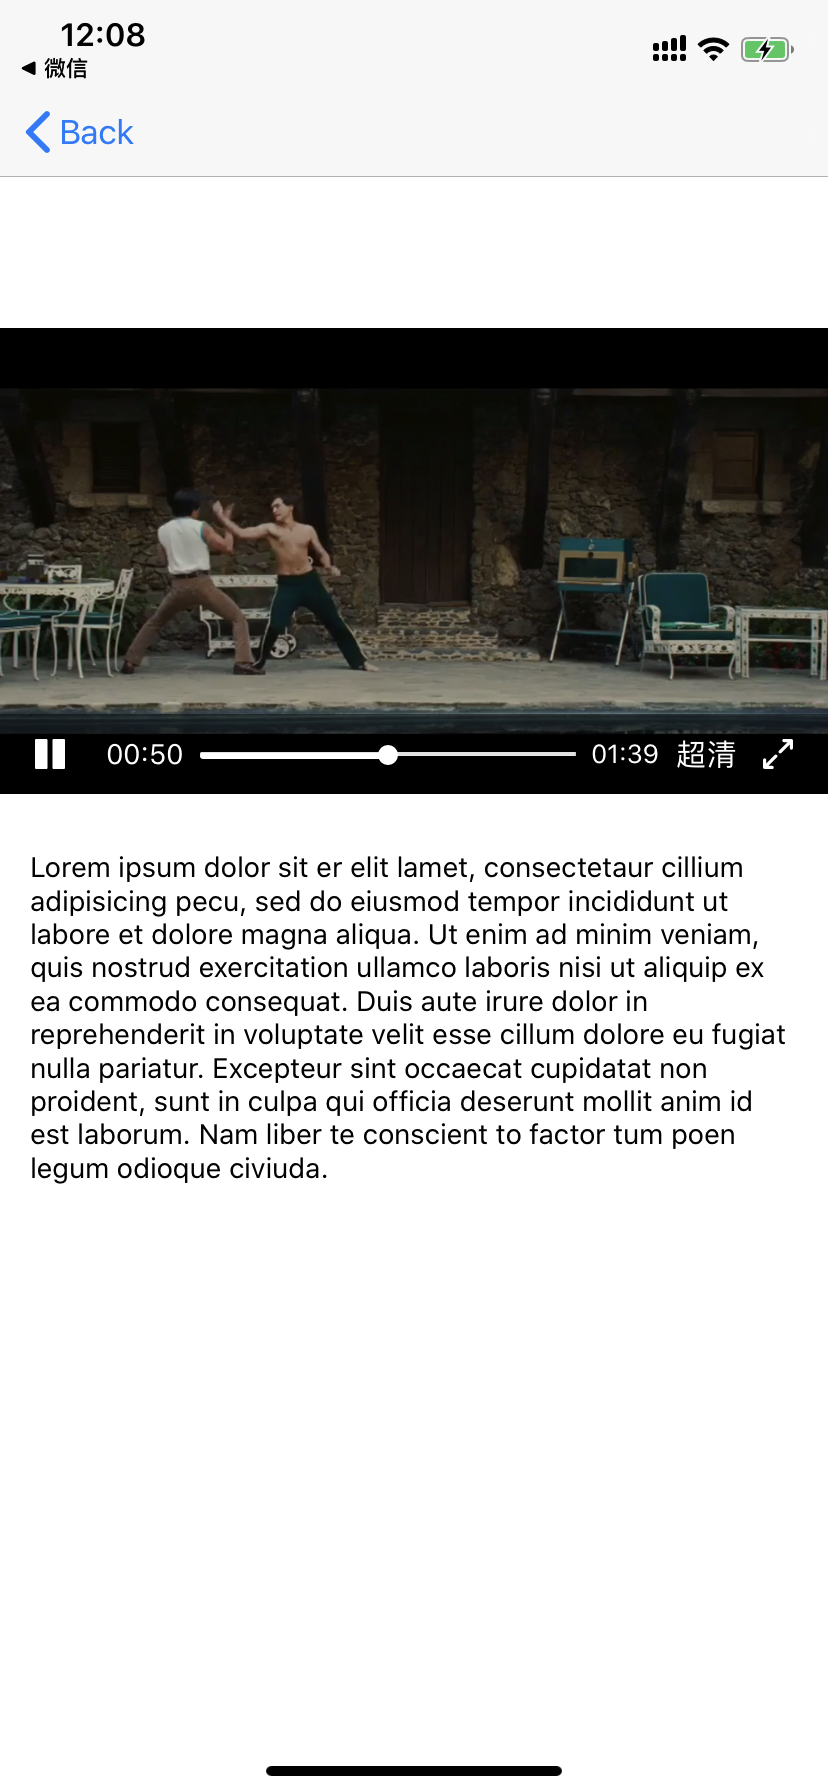 12:08
◀ 微信
Back
00:50
01:39 超清
Lorem ipsum dolor sit er elit lamet, consectetaur cillium
adipisicing pecu, sed do eiusmod tempor incididunt ut
labore et dolore magna aliqua. Ut enim ad minim veniam,
quis nostrud exercitation ullamco laboris nisi ut aliquip ex
ea commodo consequat. Duis aute irure dolor in
reprehenderit in voluptate velit esse cillum dolore eu fugiat
nulla pariatur. Excepteur sint occaecat cupidatat non
proident, sunt in culpa qui officia deserunt mollit anim id
est laborum. Nam liber te conscient to factor tum poen
legum odioque civiuda.